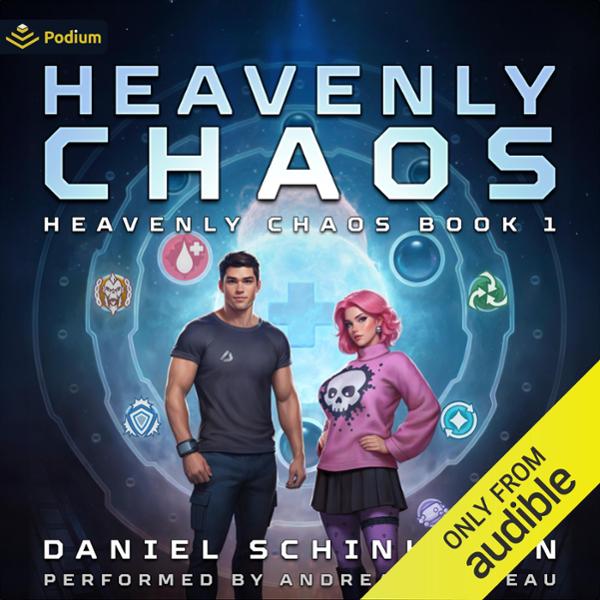 Podium
HEAVENLY
CHAOS
HEAVENLY CHAOS BOOK 1
DANIEL
PERFORMED BY
ONLY FROM
audible